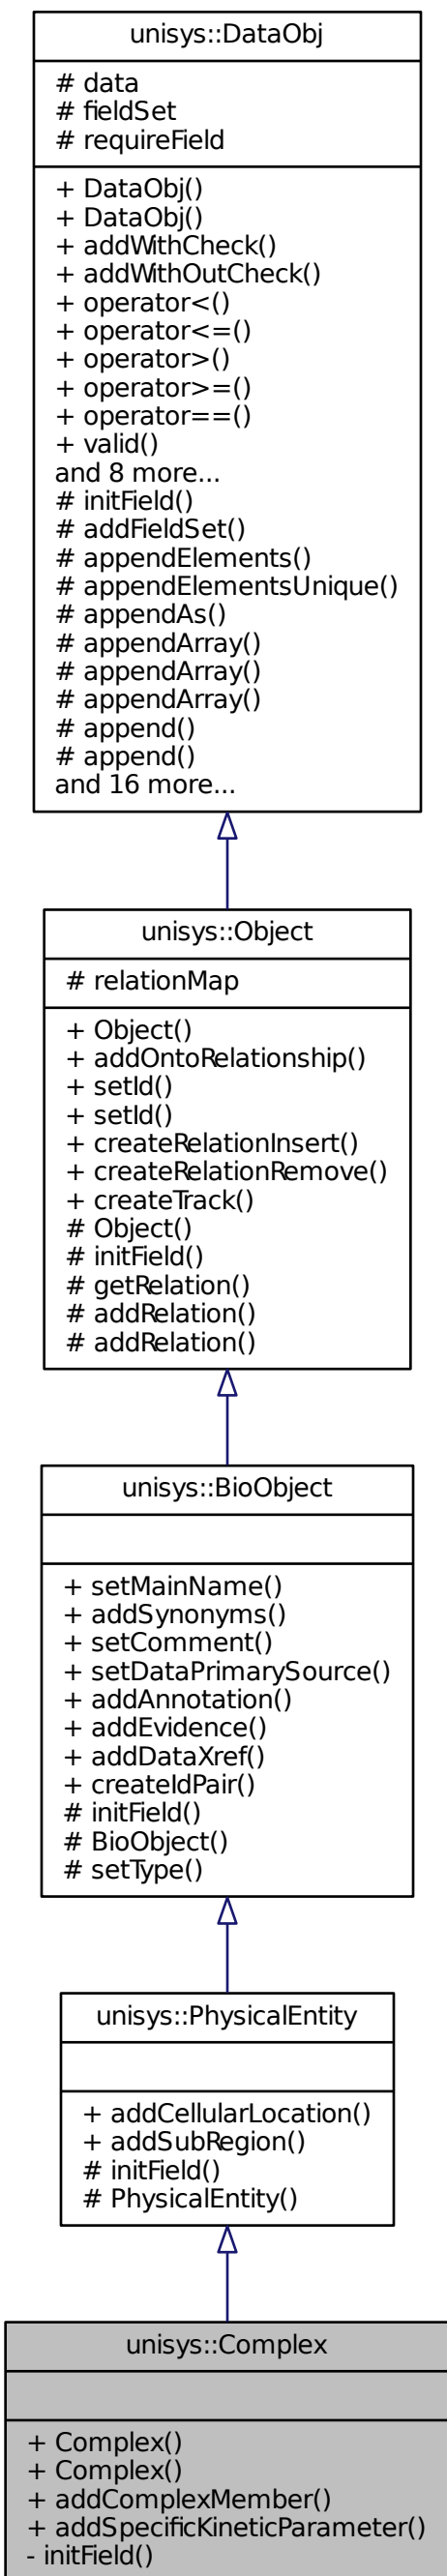 unisys::DataObj
# data
# fieldSet
# requireField
+ DataObj()
+ DataObj()
+ addWithCheck()
+ addWithOutCheck()
+ operator<()
+ operator<=()
+ operator>()
+ operator>=()
+ operator==()
+ valid()
and 8 more...
# initField()
# addFieldSet()
# appendElements()
# appendElementsUnique()
# appendAs()
# appendArray()
# appendArray()
# appendArray()
# append()
# append()
and 16 more...
unisys::Object
# relationMap
+ Object()
+ addOntoRelationship()
+ setId()
+ setId()
+ createRelationInsert()
+ createRelationRemove()
+ createTrack()
# Object()
# initField()
# getRelation()
# addRelation()
# addRelation()
unisys::BioObject
+ setMainName()
+ addSynonyms()
+ setComment()
+ setDataPrimarySource()
+ addAnnotation()
+ addEvidence()
+ addDataXref()
+ createIdPair()
# initField()
# BioObject()
# setType()
unisys::PhysicalEntity
+ addCellularLocation()
+ addSubRegion()
# initField()
# PhysicalEntity()
unisys::Complex
+ Complex()
+ Complex()
+ addComplexMember()
+ addSpecificKineticParameter()
- initField()